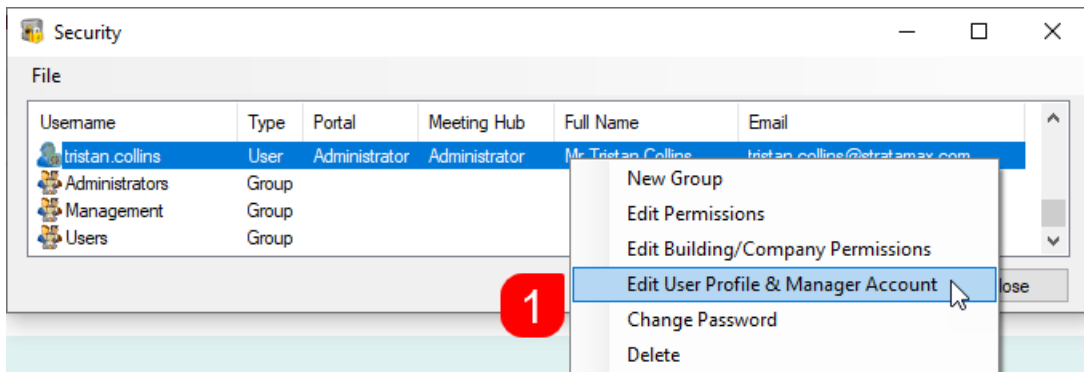 Security
File
Username Type Portal Meeting Hub Full Name Email
tristan.collins User Administrator Administrator Mr Tristan Collins tristan.collins@stratamax.com
Administrators Group
Management Group
Users Group
New Group
Edit Permissions
Edit Building/Company Permissions
Edit User Profile & Manager Account
lose
1
Change Password
Delete